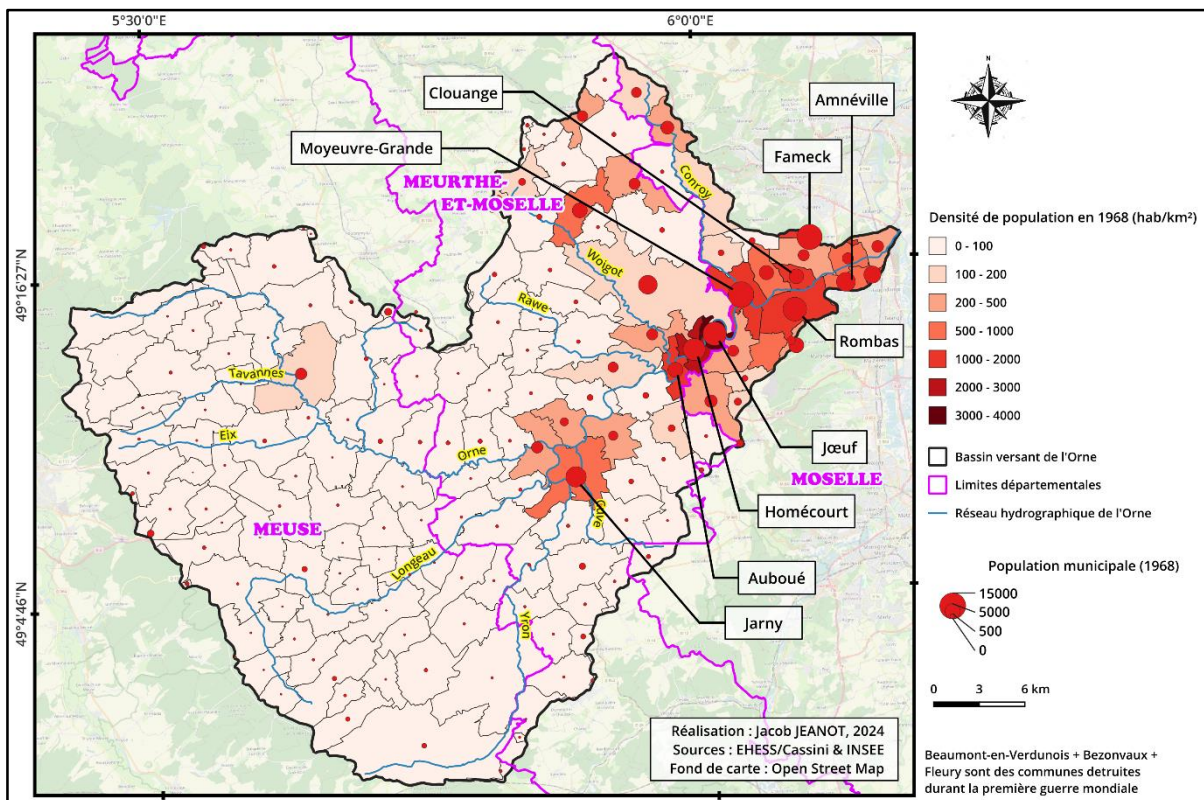 5°30'0"E
6°0'0"E
49°16'27"N
49°4'46"N
Clouange
Amnéville
Moyeuvre-Grande
Fameck
MEURTHE-
ET-MOSELLE
Conroy
Woigot
Rawe
Rombas
Tavannes
Eix
Orne
Jœuf
MOSELLE
Homécourt
MEUSE
Longeau
Auboué
Yron
Jarny
Réalisation : Jacob JEANOT, 2024
Sources : EHESS/Cassini & INSEE
Fond de carte : Open Street Map
N
Densité de population en 1968 (hab/km²)
0 - 100
100 - 200
200 - 500
500 - 1000
1000 - 2000
2000 - 3000
3000 - 4000
Bassin versant de l'Orne
Limites départementales
Réseau hydrographique de l'Orne
Population municipale (1968)
15000
5000
500
0
0 3 6 km
Beaumont-en-Verdunois + Bezonvaux +
Fleury sont des communes detruites
durant la première guerre mondiale